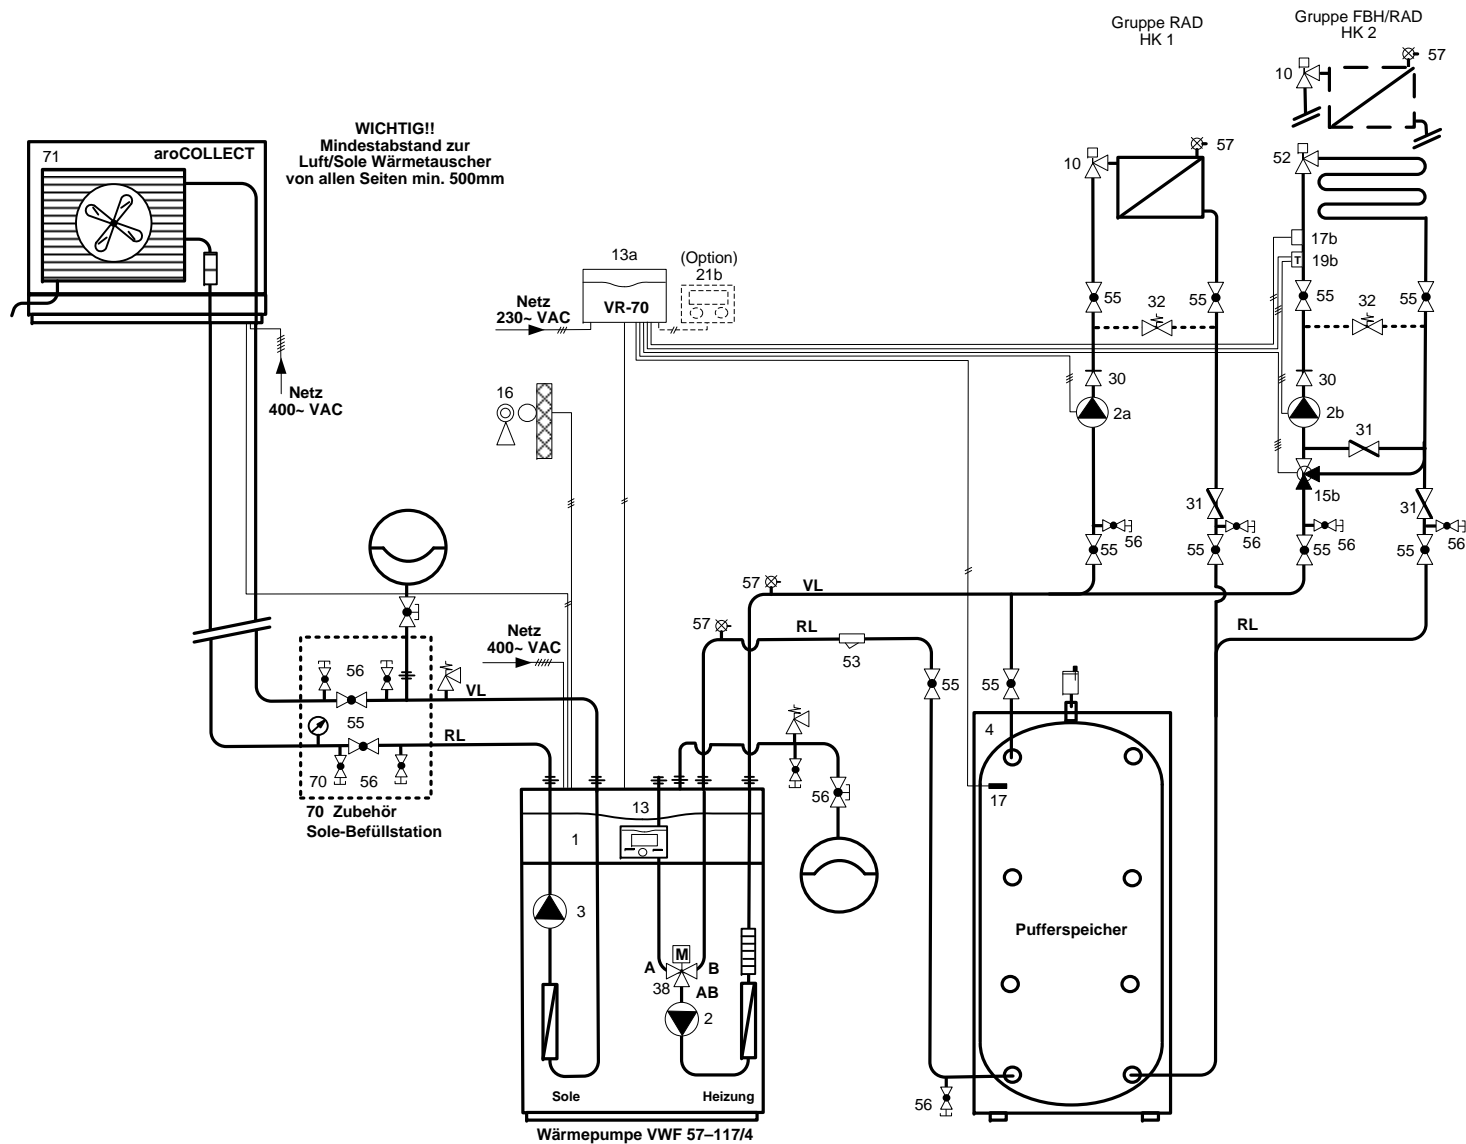 Gruppe RAD
HK 1
Gruppe FBH/RAD
HK 2
57
10
71
aroCOLLECT
WICHTIG!!
Mindestabstand zur
Luft/Sole Wärmetauscher
von allen Seiten min. 500mm
10
57
52
17b
19b
T
13a
(Option)
21b
VR-70
Netz
230~ VAC
55
32
55
55
32
55
Netz
400~ VAC
16
30
2a
30
2b
31
15b
31
31
56
56
56
56
55
55
55
55
57
VL
57
RL
53
RL
Netz
400~ VAC
56
55
VL
55
55
RL
70
56
70 Zubehör
Sole-Befüllstation
4
17
56
13
1
3
M
A
B
38
AB
2
Pufferspeicher
Sole
Heizung
56
Wärmepumpe VWF 57–117/4